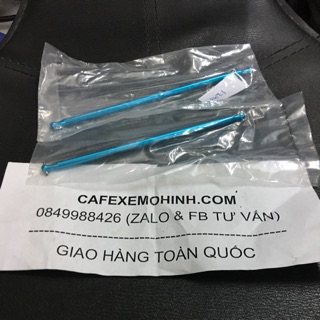 CAFEXEMOHINH.COM
0849988426 (ZALO & FB TƯ VẤN)
GIAO HÀNG TOÀN QUỐC